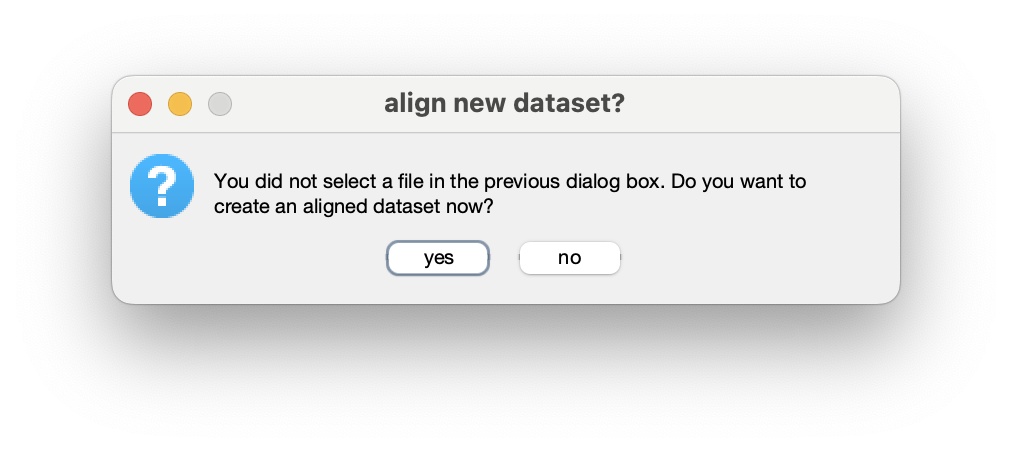 align new dataset?
You did not select a file in the previous dialog box. Do you want to
create an aligned dataset now?
yes
no